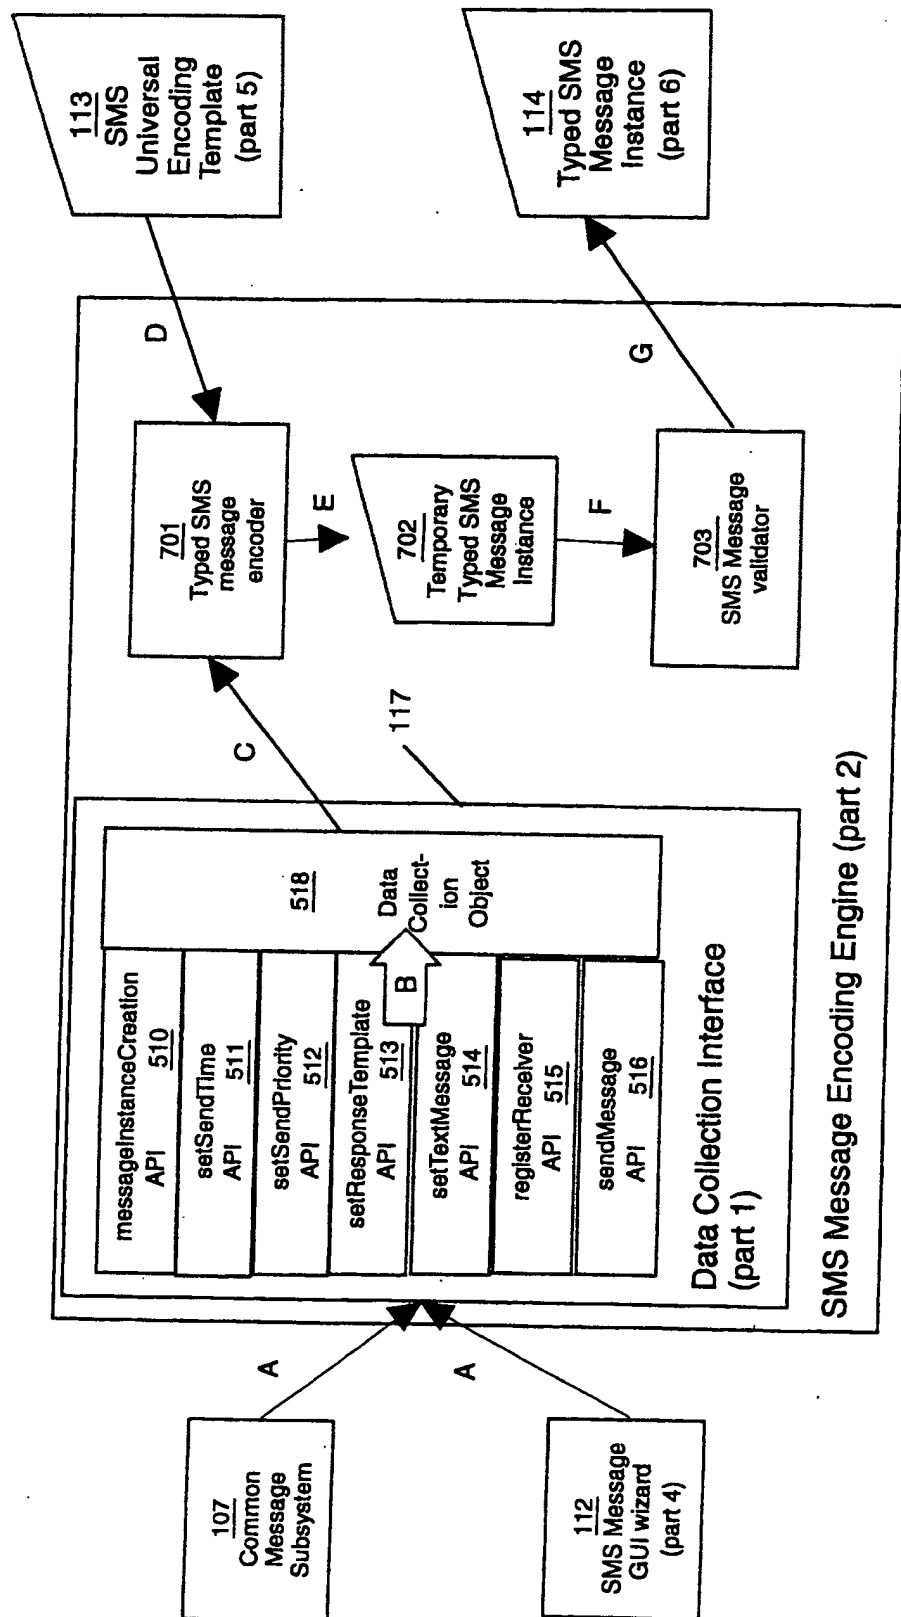 107
Common
Message
Subsystem
112
SMS Message
GUI wizard
(part 4)
A
A
messageInstanceCreation
API 510
setSendTime
API 511
setSendPriority
API 512
setResponseTemplate
API 513
setTextMessage
API 514
registerReceiver
API 515
sendMessage
API 516
B
518
Data
Collect-
ion
Object
Data Collection Interface
(part 1)
117
SMS Message Encoding Engine (part 2)
C
701
Typed SMS
message
encoder
D
E
702
Temporary
Typed SMS
Message
Instance
F
703
SMS Message
validator
G
113
SMS
Universal
Encoding
Template
(part 5)
114
Typed SMS
Message
Instance
(part 6)